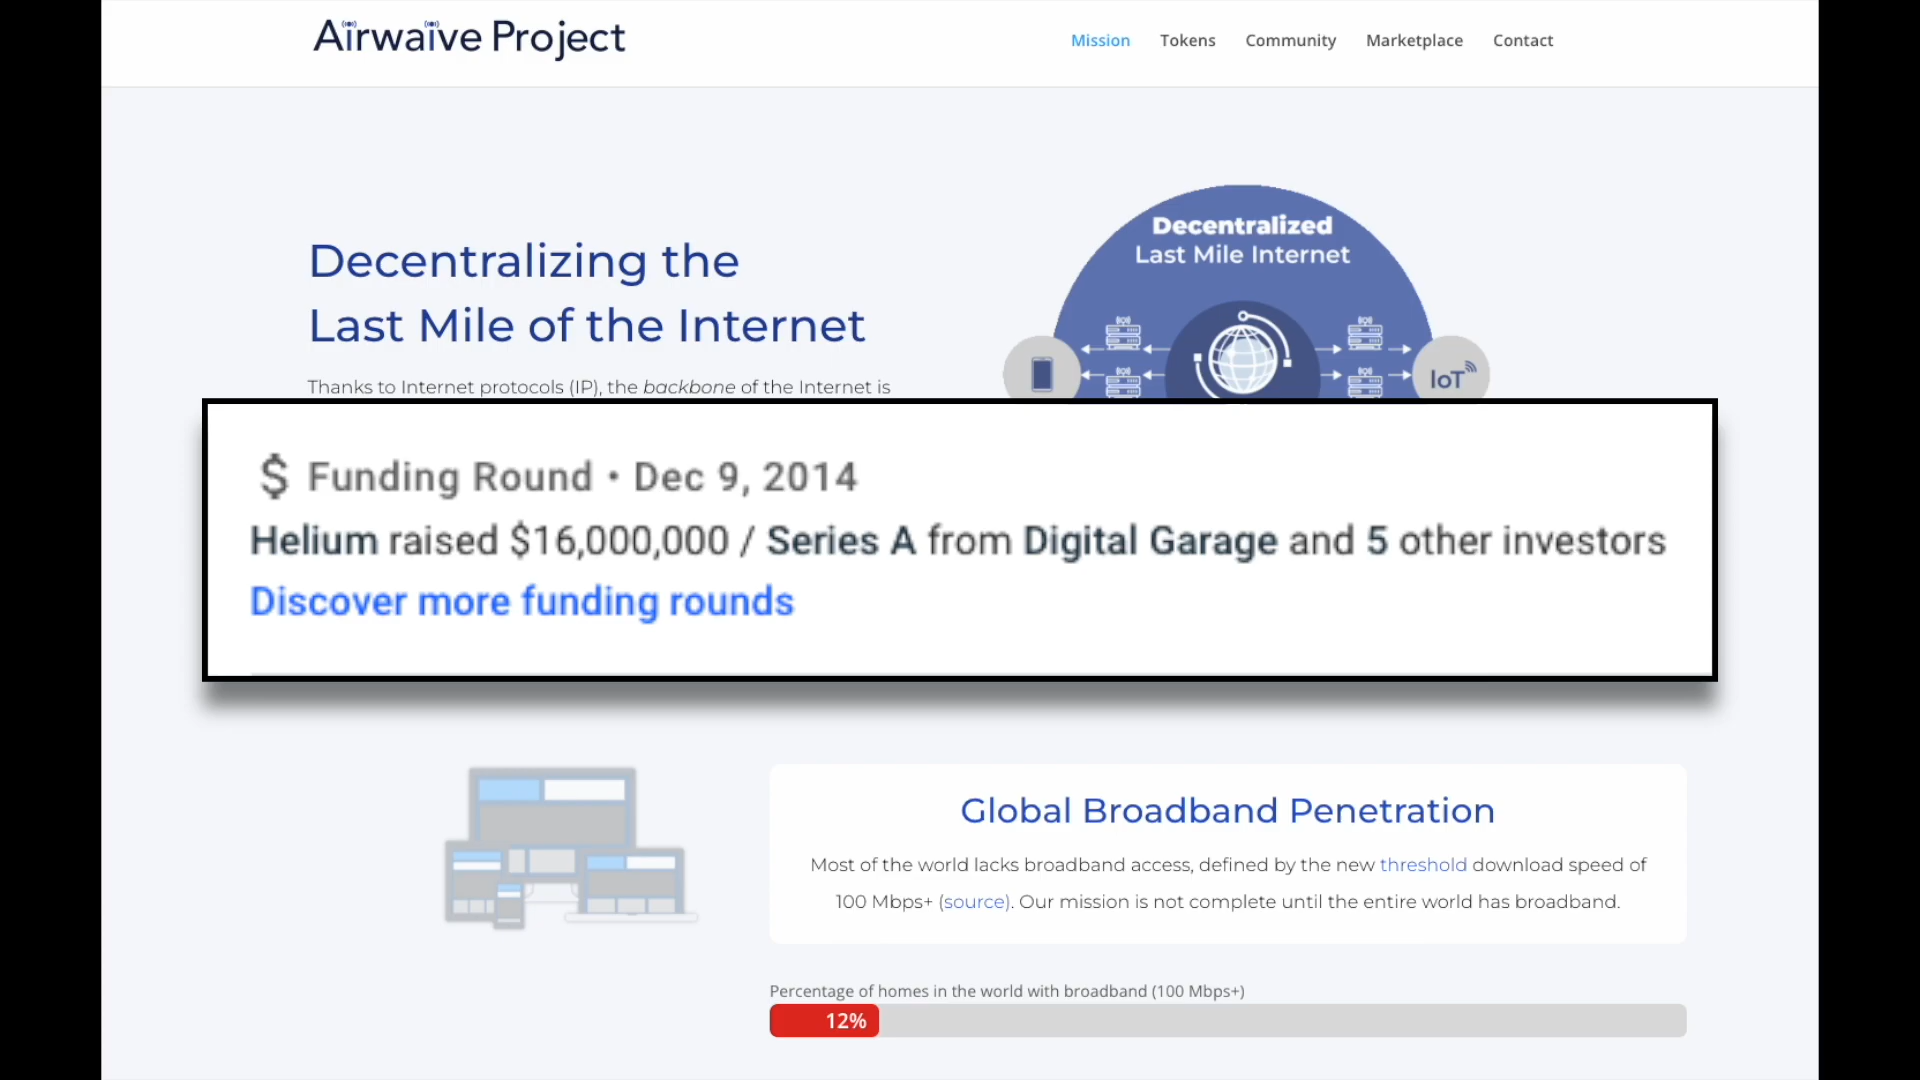 Airwaive Project
Mission Tokens Community Marketplace Contact
Decentralizing the
Last Mile of the Internet
Thanks to Internet protocols (IP), the backbone of the Internet is
Decentralized
Last Mile Internet
IoT
$ Funding Round • Dec 9, 2014
Helium raised $16,000,000 / Series A from Digital Garage and 5 other investors
Discover more funding rounds
Global Broadband Penetration
Most of the world lacks broadband access, defined by the new threshold download speed of
100 Mbps+ (source). Our mission is not complete until the entire world has broadband.
Percentage of homes in the world with broadband (100 Mbps+)
12%